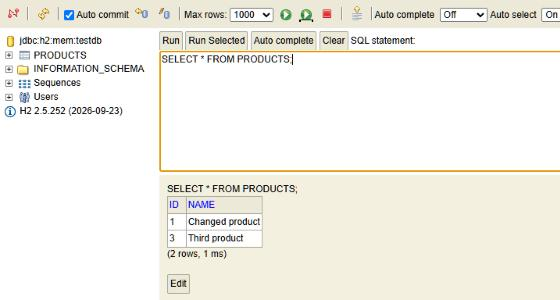 Auto commit Max rows: 1000 Auto complete Off Auto select On
jdbc:h2:mem:testdb
PRODUCTS
INFORMATION_SCHEMA
Sequences
Users
H2 2.5.252 (2026-09-23)
Run Run Selected Auto complete Clear SQL statement:
SELECT * FROM PRODUCTS;
SELECT * FROM PRODUCTS;
ID NAME
1 Changed product
3 Third product
(2 rows, 1 ms)
Edit